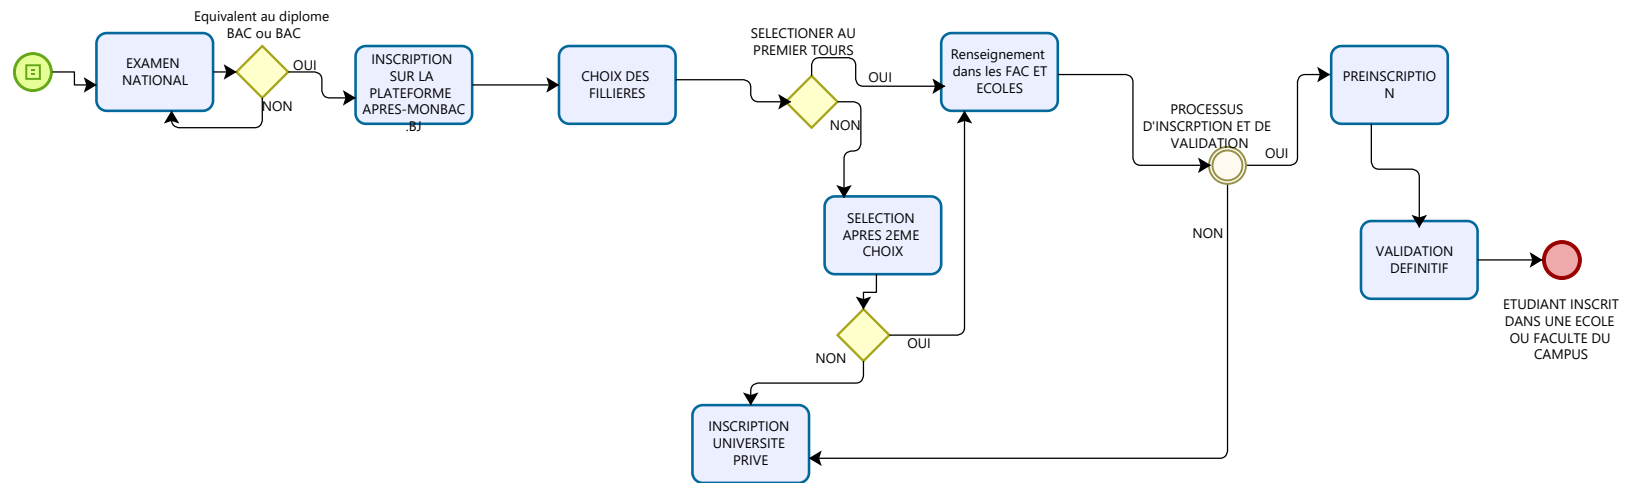 Equivalent au diplome
BAC ou BAC
EXAMEN
NATIONAL
OUI
NON
INSCRIPTION
SUR LA
PLATEFORME
APRES-MONBAC
.BJ
CHOIX DES
FILLIERES
SELECTIONER AU
PREMIER TOURS
OUI
NON
Renseignement
dans les FAC ET
ECOLES
SELECTION
APRES 2EME
CHOIX
OUI
NON
INSCRIPTION
UNIVERSITE
PRIVE
PROCESSUS
D'INSCRPTION ET DE
VALIDATION
OUI
NON
PREINSCRIPTIO
N
VALIDATION
DEFINITIF
ETUDIANT INSCRIT
DANS UNE ECOLE
OU FACULTE DU
CAMPUS